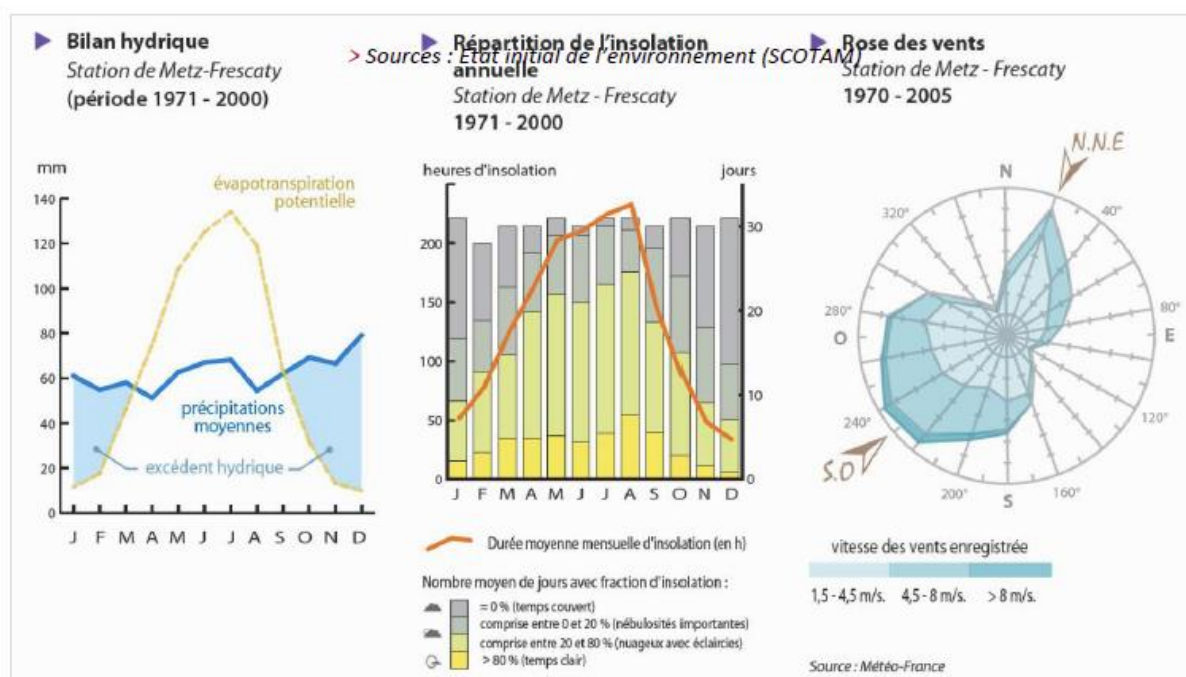 Bilan hydrique
Station de Metz-Frescaty
(période 1971 - 2000)
> Sources : Etat initial de l'environnement (SCOTAM)
Répartition de l'insolation
annuelle
Station de Metz - Frescaty
1971 - 2000
Rose des vents
Station de Metz - Frescaty
1970 - 2005
mm
140
120
100
80
60
40
20
0
évapotranspiration
potentielle
précipitations
moyennes
excédent hydrique
J F M A M J J A S O N D
heures d'insolation
jours
200
150
100
50
0
30
20
10
0
J F M A M J J A S O N D
Durée moyenne mensuelle d'insolation (en h)
Nombre moyen de jours avec fraction d'insolation :
= 0 % (temps couvert)
comprise entre 0 et 20 % (nébulosités importantes)
comprise entre 20 et 80 % (nuageux avec éclaircies)
> 80 % (temps clair)
N.N.E
N
320°
40°
280°
80°
O
E
240°
120°
S.O
200°
S
160°
vitesse des vents enregistrée
1,5 - 4,5 m/s. 4,5 - 8 m/s. > 8 m/s.
Source : Météo-France